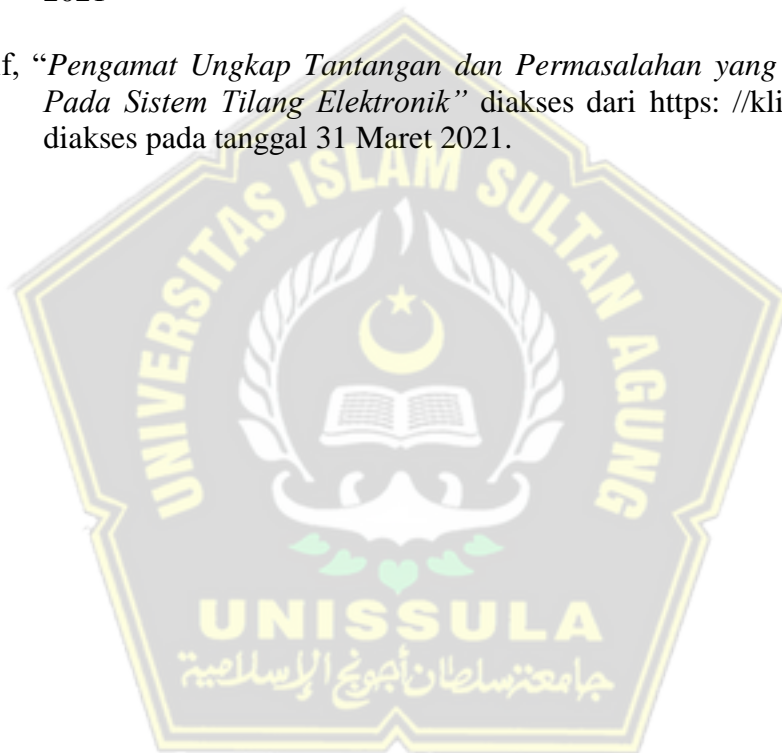 2021
f, “Pengamat Ungkap Tantangan dan Permasalahan yang
Pada Sistem Tilang Elektronik” diakses dari https: //kli
diakses pada tanggal 31 Maret 2021.
UNIVERSITAS ISLAM SULTAN AGUNG
UNISSULA
جامعة سلطان أجونج الإسلامية